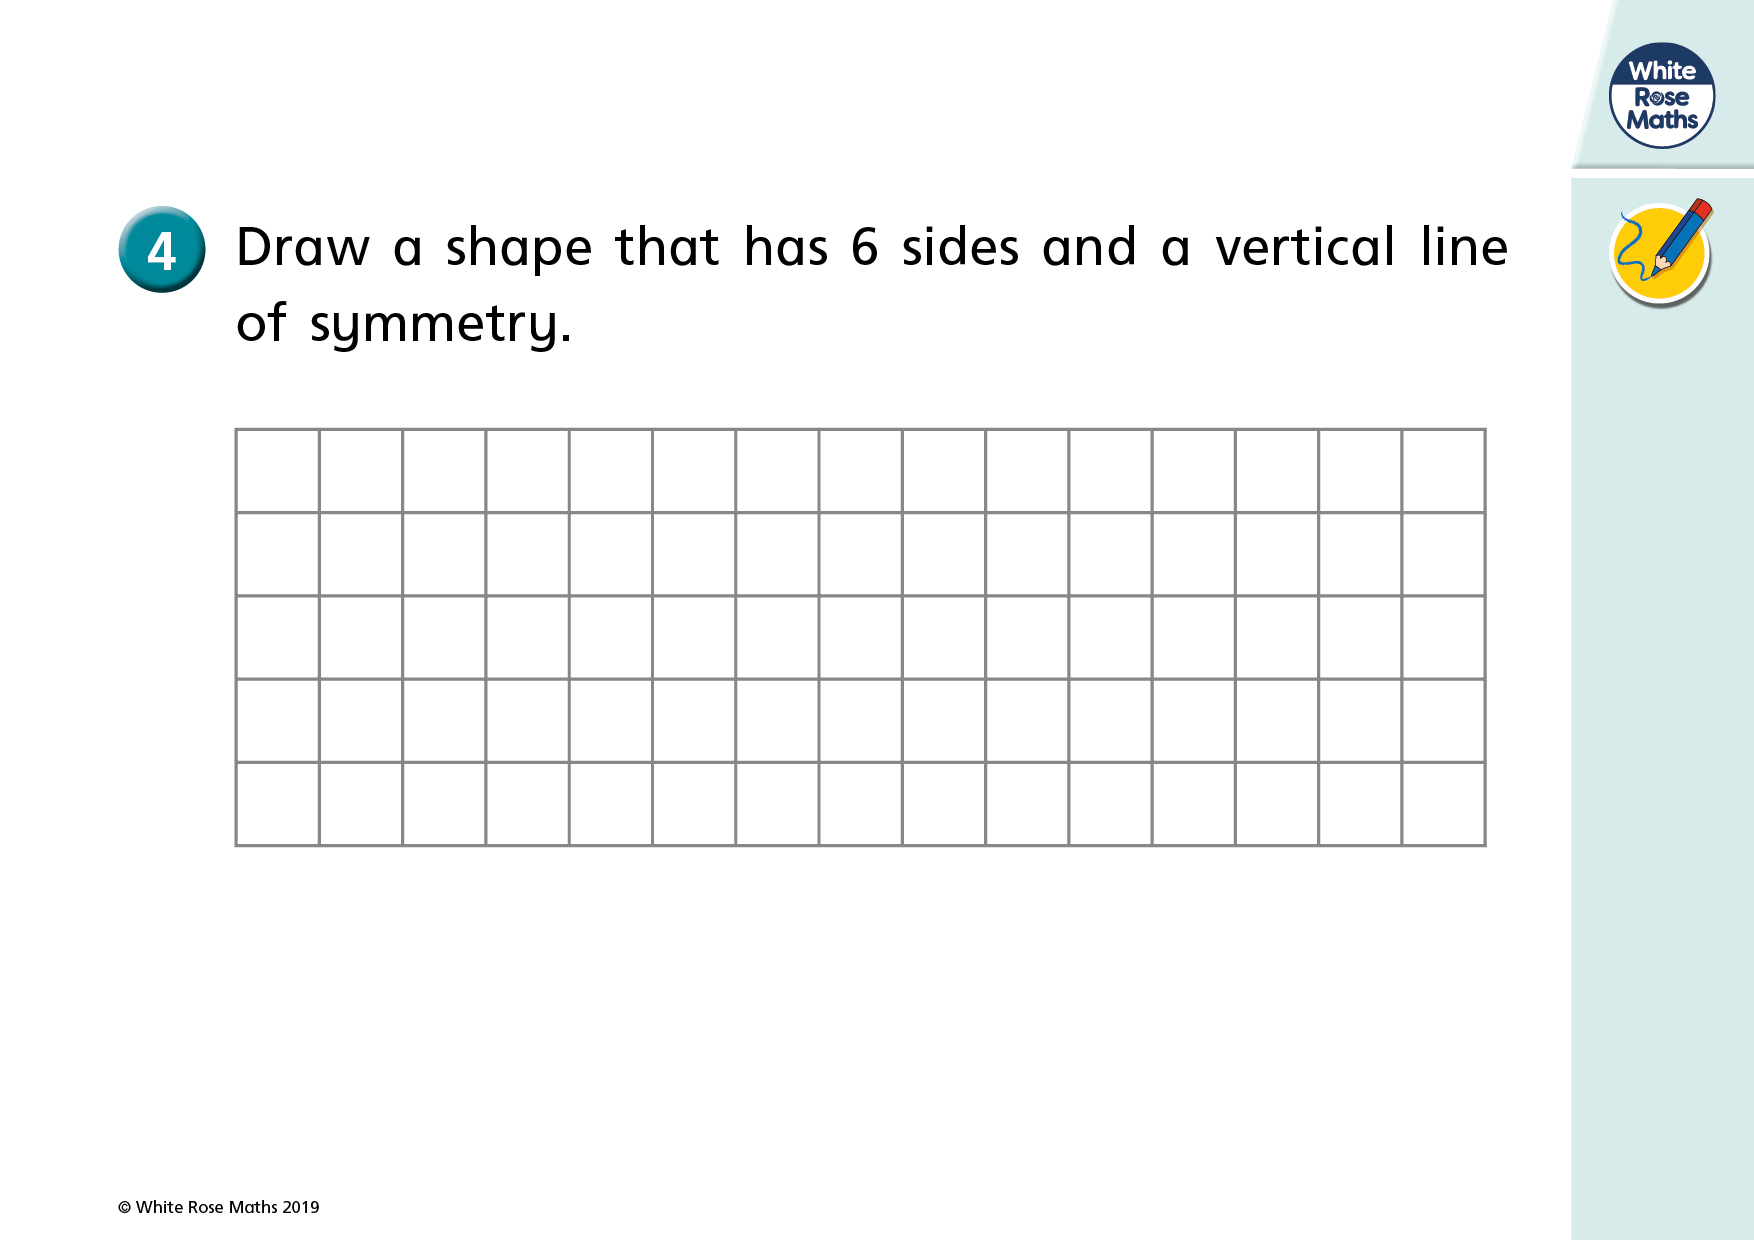 White
Rose
Maths
4 Draw a shape that has 6 sides and a vertical line
of symmetry.
© White Rose Maths 2019